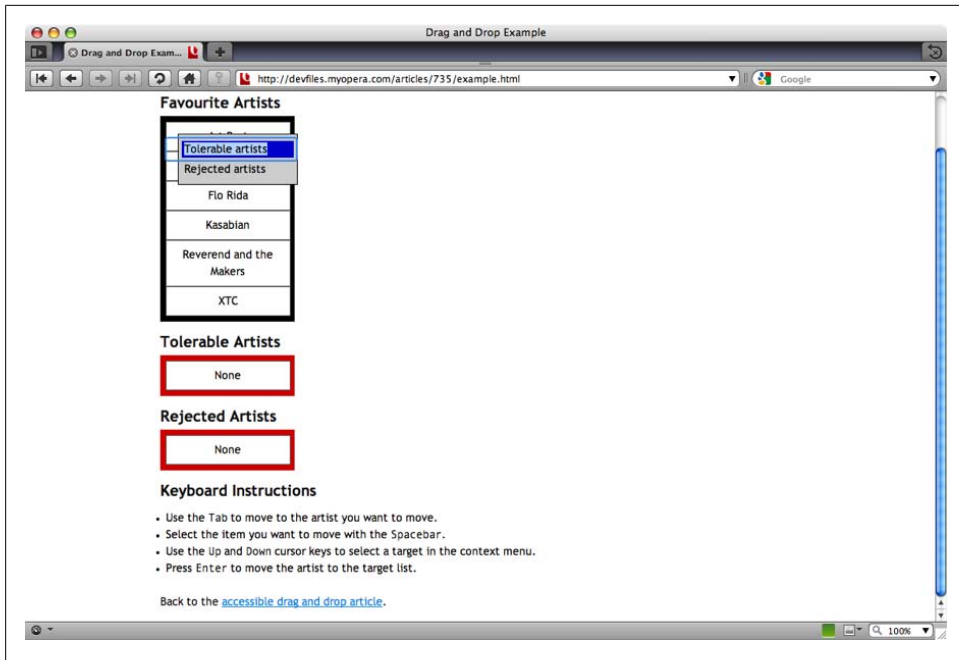 Drag and Drop Example
Drag and Drop Exam...
http://devfiles.myopera.com/articles/735/example.html
Google
Favourite Artists
Tolerable artists
Rejected artists
Flo Rida
Kasabian
Reverend and the
Makers
XTC
Tolerable Artists
None
Rejected Artists
None
Keyboard Instructions
• Use the Tab to move to the artist you want to move.
• Select the item you want to move with the Spacebar.
• Use the Up and Down cursor keys to select a target in the context menu.
• Press Enter to move the artist to the target list.
Back to the accessible drag and drop article.
100%